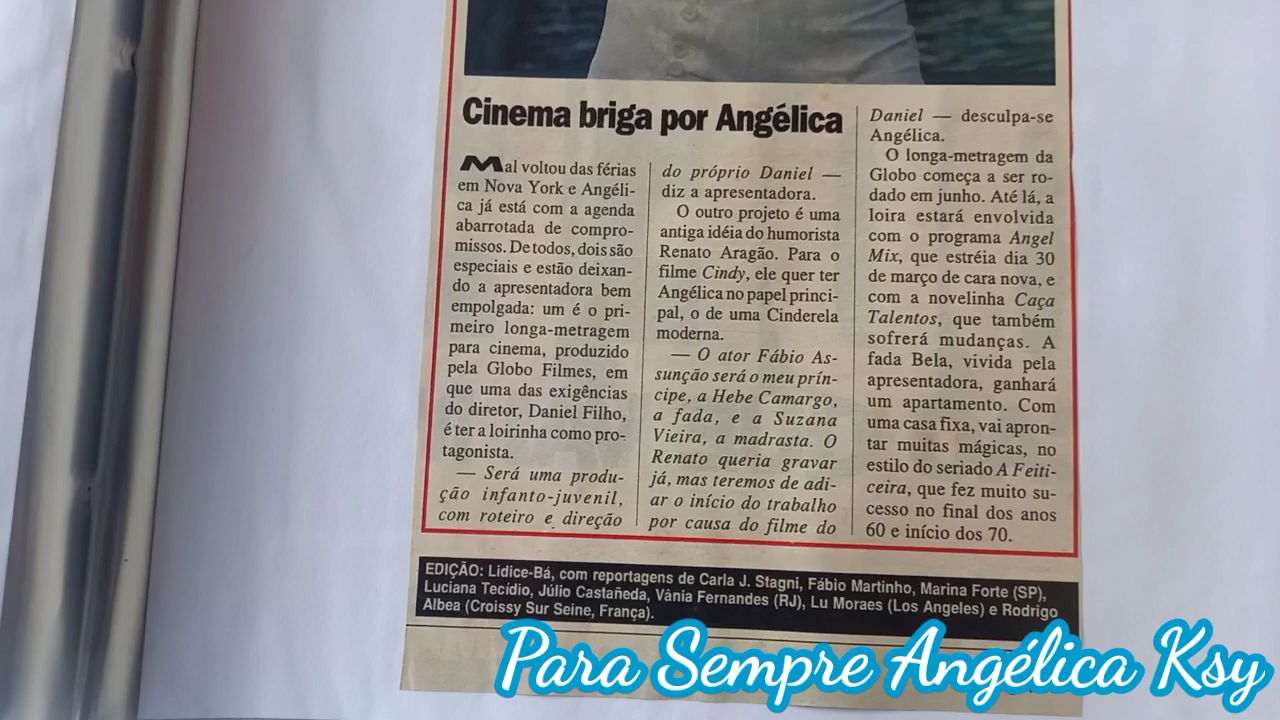 Cinema briga por Angélica
Mal voltou das férias
em Nova York e Angéli-
ca já está com a agenda
abarrotada de compro-
missos. De todos, dois são
especiais e estão deixan-
do a apresentadora bem
empolgada: um é o pri-
meiro longa-metragem
para cinema, produzido
pela Globo Filmes, em
que uma das exigências
do diretor, Daniel Filho,
é ter a loirinha como pro-
tagonista.
— Será uma produ-
ção infanto-juvenil,
com roteiro e direção
do próprio Daniel —
diz a apresentadora.
O outro projeto é uma
antiga idéia do humorista
Renato Aragão. Para o
filme Cindy, ele quer ter
Angélica no papel princi-
pal, o de uma Cinderela
moderna.
— O ator Fábio As-
sunção será o meu prín-
cipe, a Hebe Camargo,
a fada, e a Suzana
Vieira, a madrasta. O
Renato queria gravar
já, mas teremos de adi-
ar o início do trabalho
por causa do filme do
Daniel — desculpa-se
Angélica.
O longa-metragem da
Globo começa a ser ro-
dado em junho. Até lá, a
loira estará envolvida
com o programa Angel
Mix, que estréia dia 30
de março de cara nova, e
com a novelinha Caça
Talentos, que também
sofrerá mudanças. A
fada Bela, vivida pela
apresentadora, ganhará
um apartamento. Com
uma casa fixa, vai apron-
tar muitas mágicas, no
estilo do seriado A Feiti-
ceira, que fez muito su-
cesso no final dos anos
60 e início dos 70.
EDIÇÃO: Lidice-Bá, com reportagens de Carla J. Stagni, Fábio Martinho, Marina Forte (SP),
Luciana Tecídio, Júlio Castañeda, Vânia Fernandes (RJ), Lu Moraes (Los Angeles) e Rodrigo
Albea (Croissy Sur Seine, França).
Para Sempre Angélica Ksy